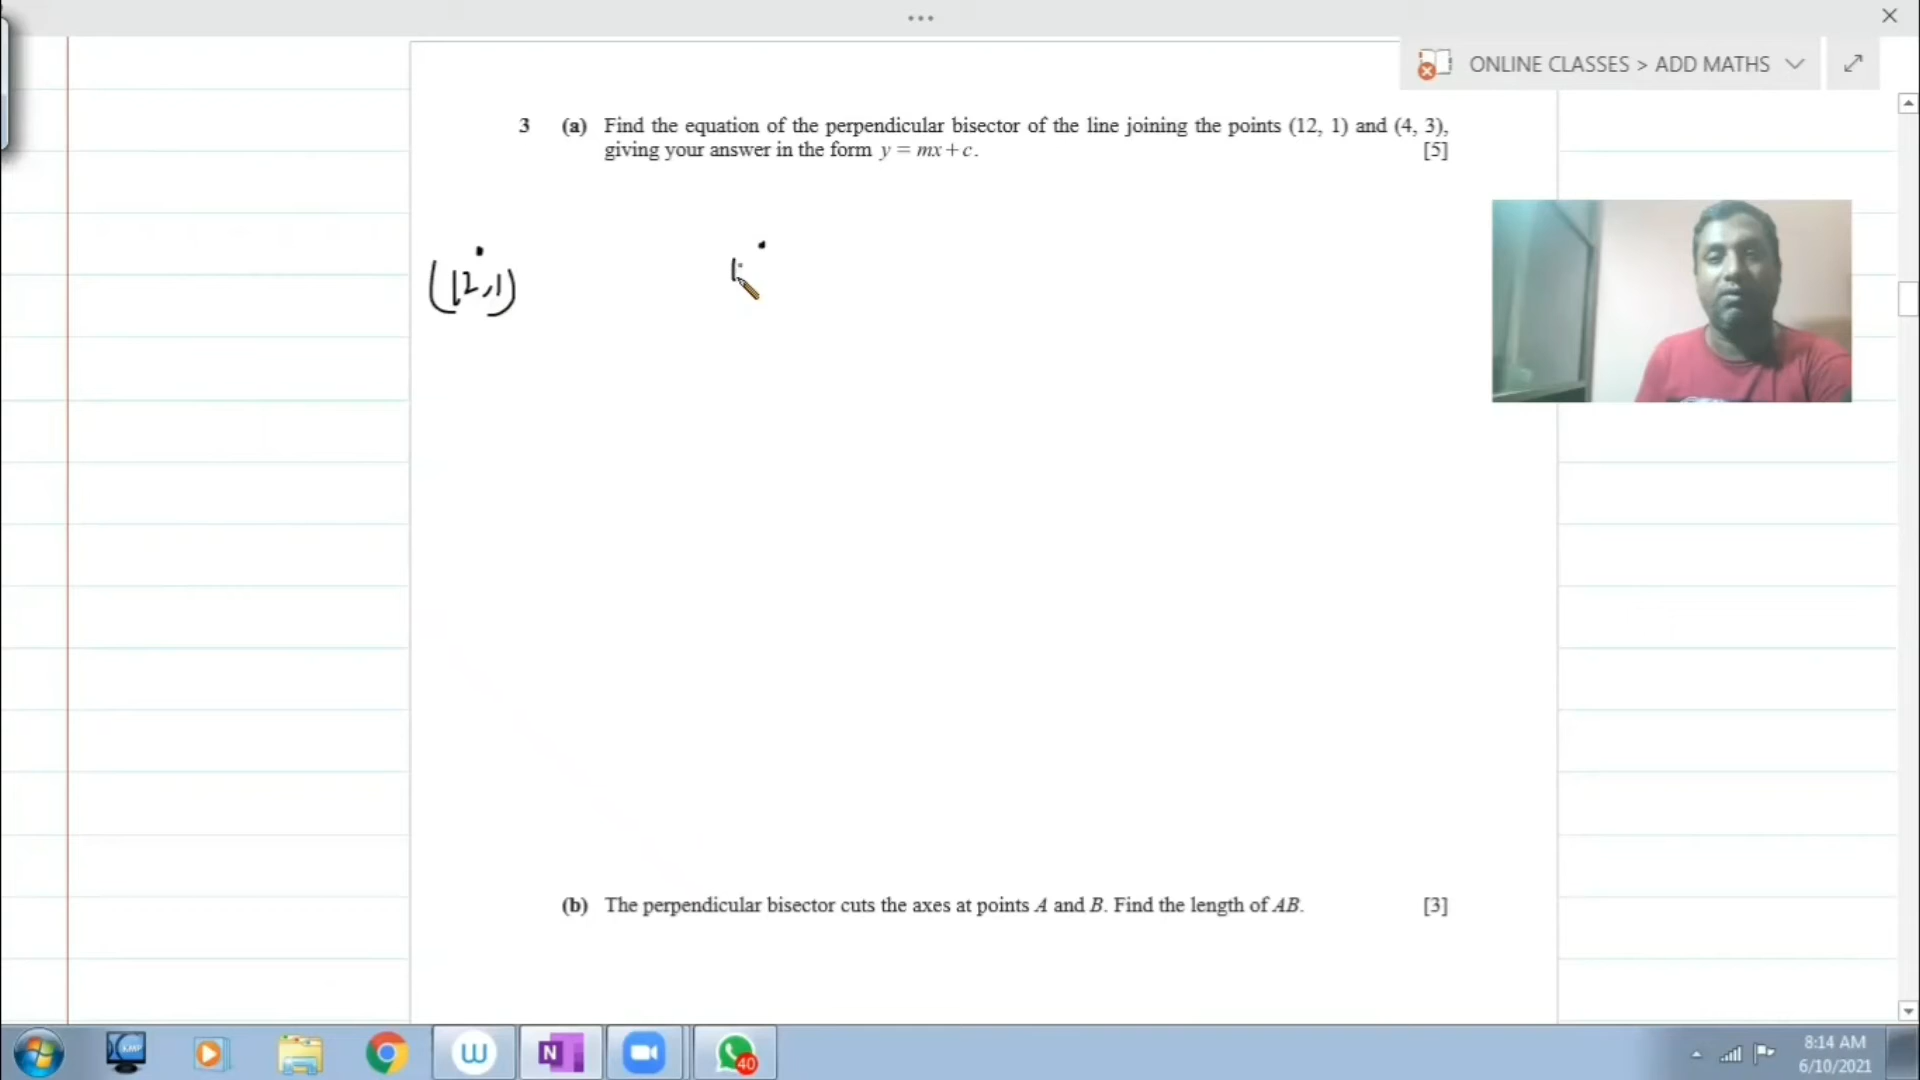 ONLINE CLASSES > ADD MATHS
3 (a) Find the equation of the perpendicular bisector of the line joining the points (12, 1) and (4, 3),
giving your answer in the form y = mx + c. [5]
(12,1)
(b) The perpendicular bisector cuts the axes at points A and B. Find the length of AB. [3]
N
40
8:14 AM
6/10/2021